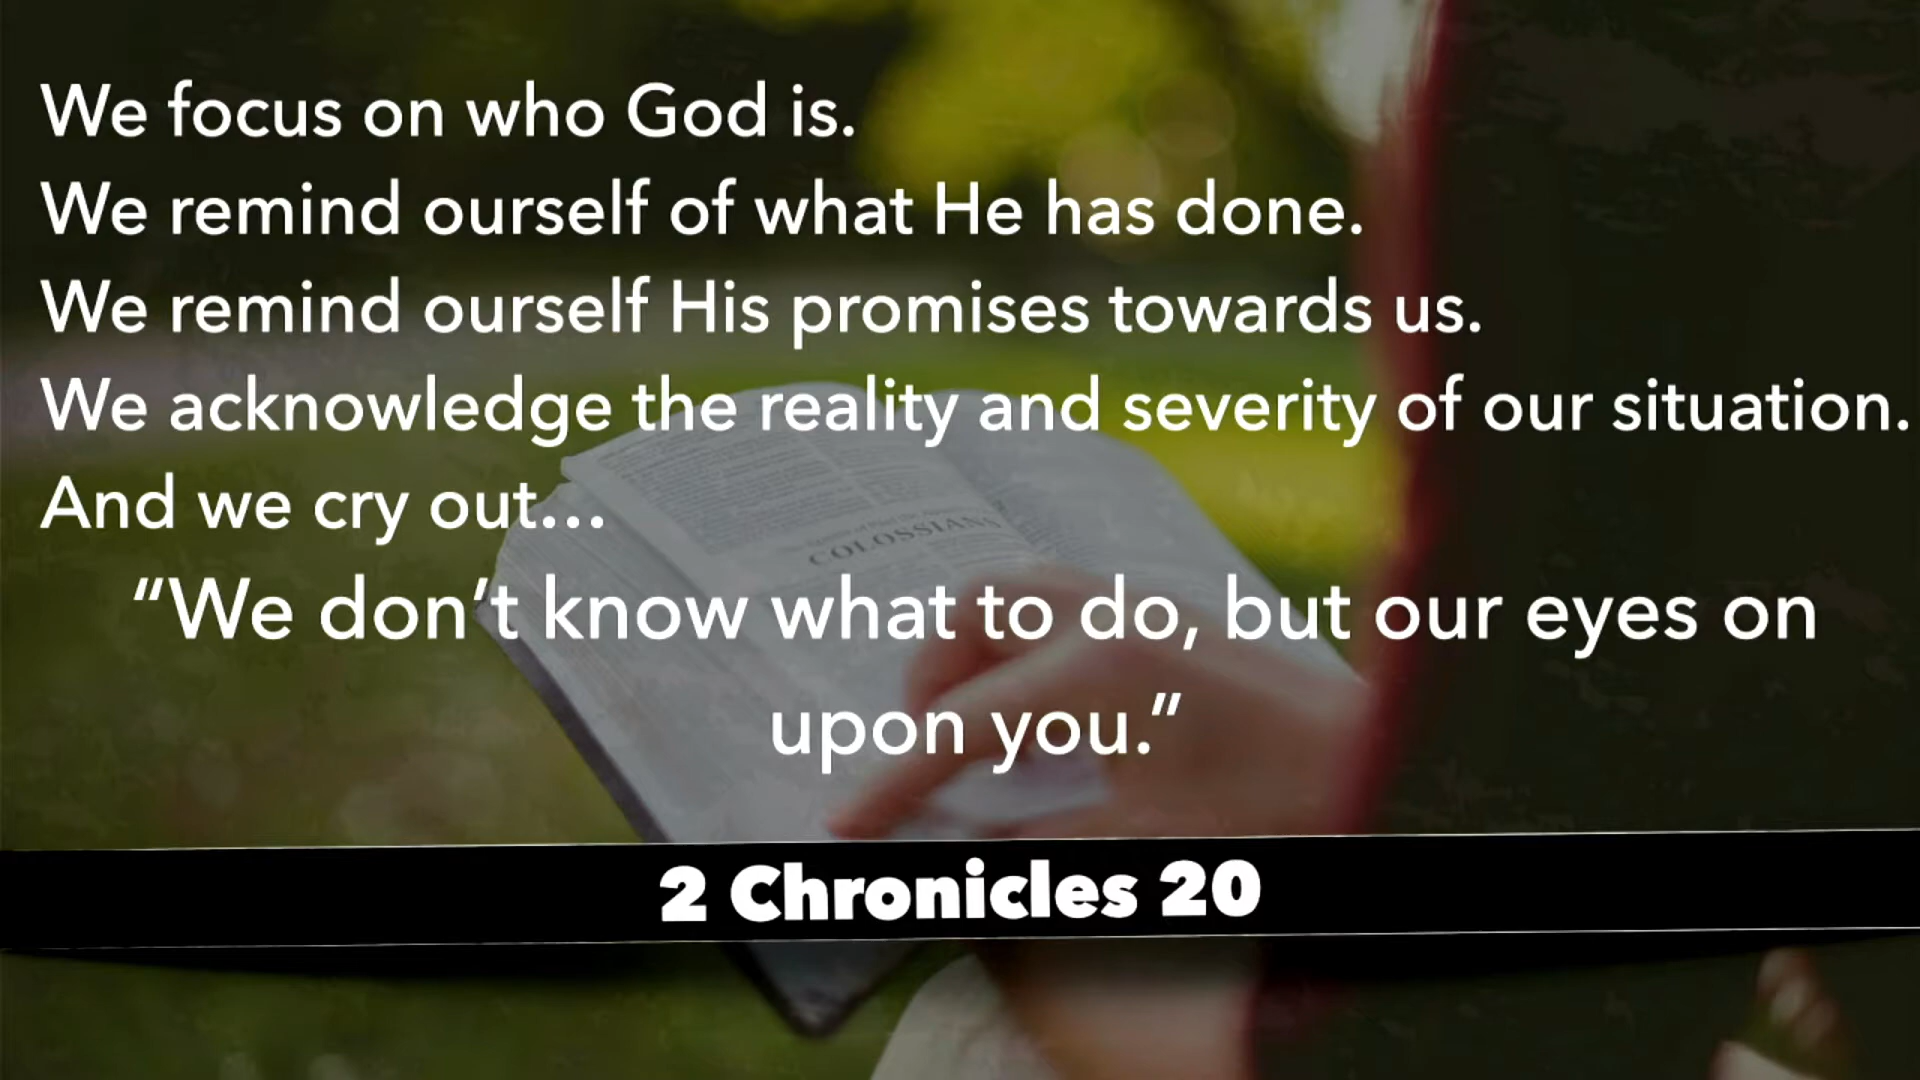 We focus on who God is.
We remind ourself of what He has done.
We remind ourself His promises towards us.
We acknowledge the reality and severity of our situation.
And we cry out...
“We don’t know what to do, but our eyes on
upon you.”
COLOSSIANS
2 Chronicles 20